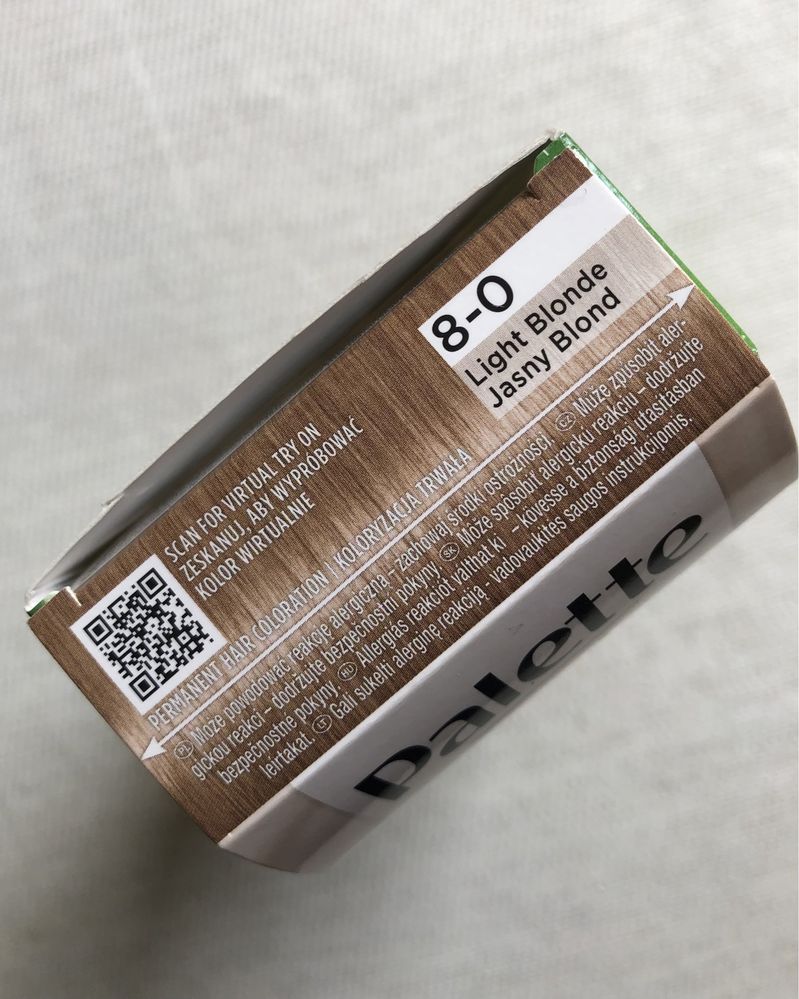 8-0
Light Blonde
Jasny Blond
SCAN FOR VIRTUAL TRY ON
ZESKANUJ, ABY WYPRÓBOWAĆ
KOLOR WIRTUALNIE
PERMANENT HAIR COLORATION | KOLORYZACJA TRWAŁA
PL Może powodować reakcję alergiczną - zachować środki ostrożności CZ Může způsobit aler-
gickou reakci – dodržujte bezpečnostní pokyny SK Môže spôsobiť alergickú reakciu – dodržujte
bezpečnostné pokyny HU Allergiás reakciót válthat ki – kövesse a biztonsági utasításban
leírtakat LT Gali sukelti alerginę reakciją - vadovaukitės saugos instrukcijomis.
Palette